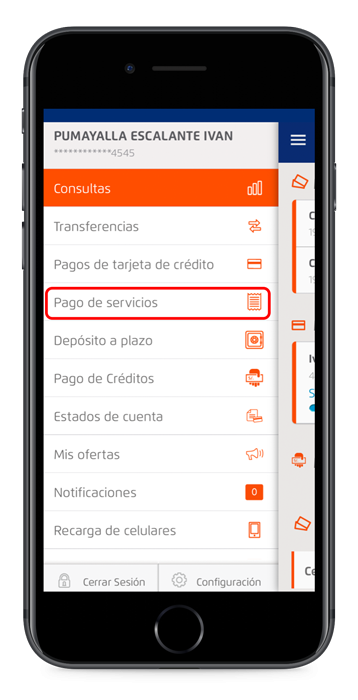 PUMAYALLA ESCALANTE IVAN
************4545
Consultas
Transferencias
Pagos de tarjeta de crédito
Pago de servicios
Depósito a plazo
Pago de Créditos
Estados de cuenta
Mis ofertas
Notificaciones 0
Recarga de celulares
Cerrar Sesión Configuración